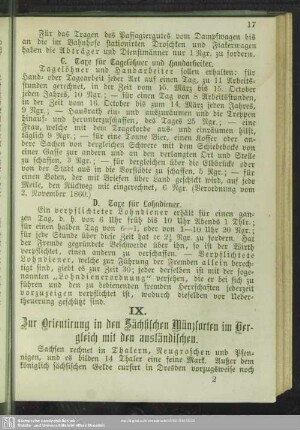 17
Für das Tragen des Passagiergutes vom Dampfwagen bis
an die im Bahnhofe stationirten Droschken und Fiakerwagen
haben die Abträger und Dienstmänner nur 1 Ngr. zu fordern.
C. Taxe für Tagelöhner und Handarbeiter.
Tagelöhner und Handarbeiter sollen erhalten: für
Hand- oder Tagearbeit jeder Art auf einen Tag, zu 11 Arbeits-
stunden gerechnet, in der Zeit vom 15. März bis 15. October
jeden Jahres, 10 Ngr.; — für einen Tag von 8 Arbeitsstunden,
in der Zeit vom 16. October bis zum 14. März jeden Jahres,
9 Ngr.; — Hausrath ein- und auszuräumen und die Treppen
hinauf- und herunterzuschaffen, des Tages 25 Ngr.; — eine
Frau, welche mit dem Tragkorbe aus- und einräumen hilft,
täglich 9 Ngr.; — für eine Tonne Bier, einen Koffer oder an-
dere Sachen von dergleichen Schwere mit dem Schiebebocke von
einer Gasse zur andern und an den verlangten Ort und Stelle
zu schaffen, 3 Ngr.; — für dergleichen über die Elbbrücke oder
von der Stadt aus in die Vorstädte zu schaffen, 5 Ngr.; — für
einen Boten, der mit Briefen über Land geschickt wird, auf jede
Meile, den Rückweg mit eingerechnet, 6 Ngr. (Verordnung vom
2. November 1860.)
D. Taxe für Lohndiener.
Ein verpflichteter Lohndiener erhält für einen gan-
zen Tag, d. h. von 6 Uhr früh bis 10 Uhr Abends 1 Thlr.;
für einen halben Tag von 6—1, oder von 1—10 Uhr 20 Ngr.;
für jede Stunde über diese Zeit hat er 2½ Ngr. zu fordern. Hat
der Fremde gegründete Beschwerde über ihn, so ist der Wirth
verpflichtet, einen andern zu verschaffen. — Verpflichtete
Lohndiener, welche zur Führung der Fremden allein berech-
tigt sind, giebt es zur Zeit 30; jeder derselben ist mit der soge-
nannten „Lohndienerordnung" versehen, die er bei sich zu
führen und den zu bedienenden fremden Herrschaften jederzeit
vorzuzeigen verpflichtet ist, wodurch dieselben vor Ueber-
theuerung geschützt sind.
IX.
Zur Orientirung in den Sächsischen Münzsorten im Ver-
gleich mit den ausländischen.
Sachsen rechnet in Thalern, Neugroschen und Pfen-
nigen, und es bilden 14 Thaler eine feine Mark. Außer dem
königlich sächsischen Gelde cursirt in Dresden vorzugsweise noch
2